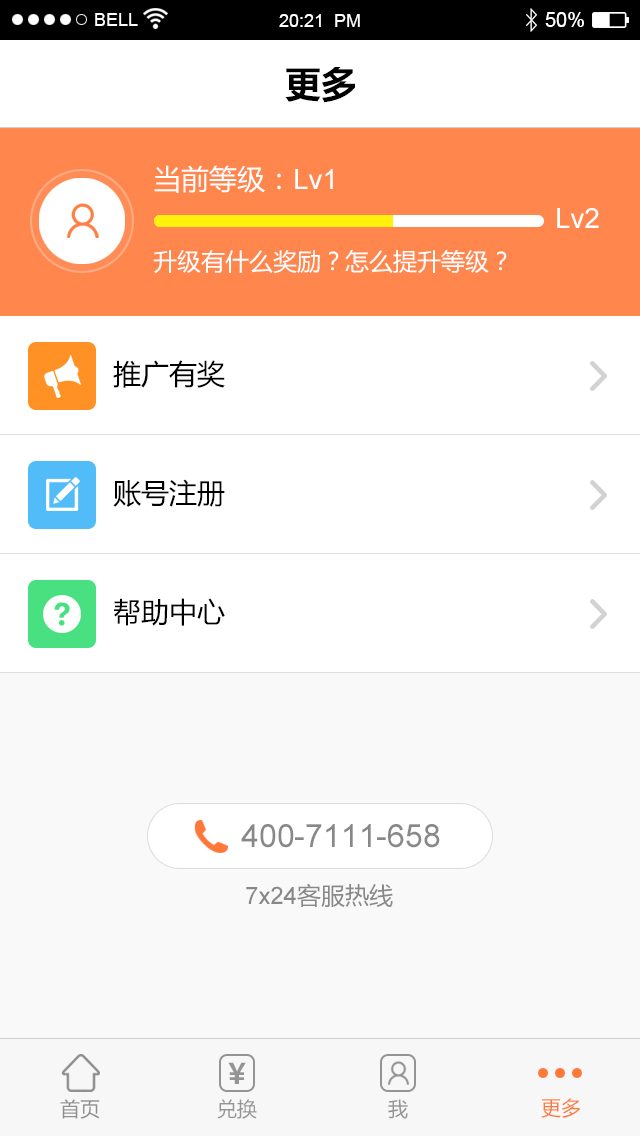 BELL 20:21 PM 50%
更多
当前等级：Lv1
Lv2
升级有什么奖励？怎么提升等级？
推广有奖
账号注册
帮助中心
400-7111-658
7x24客服热线
¥
首页 兑换 我 更多